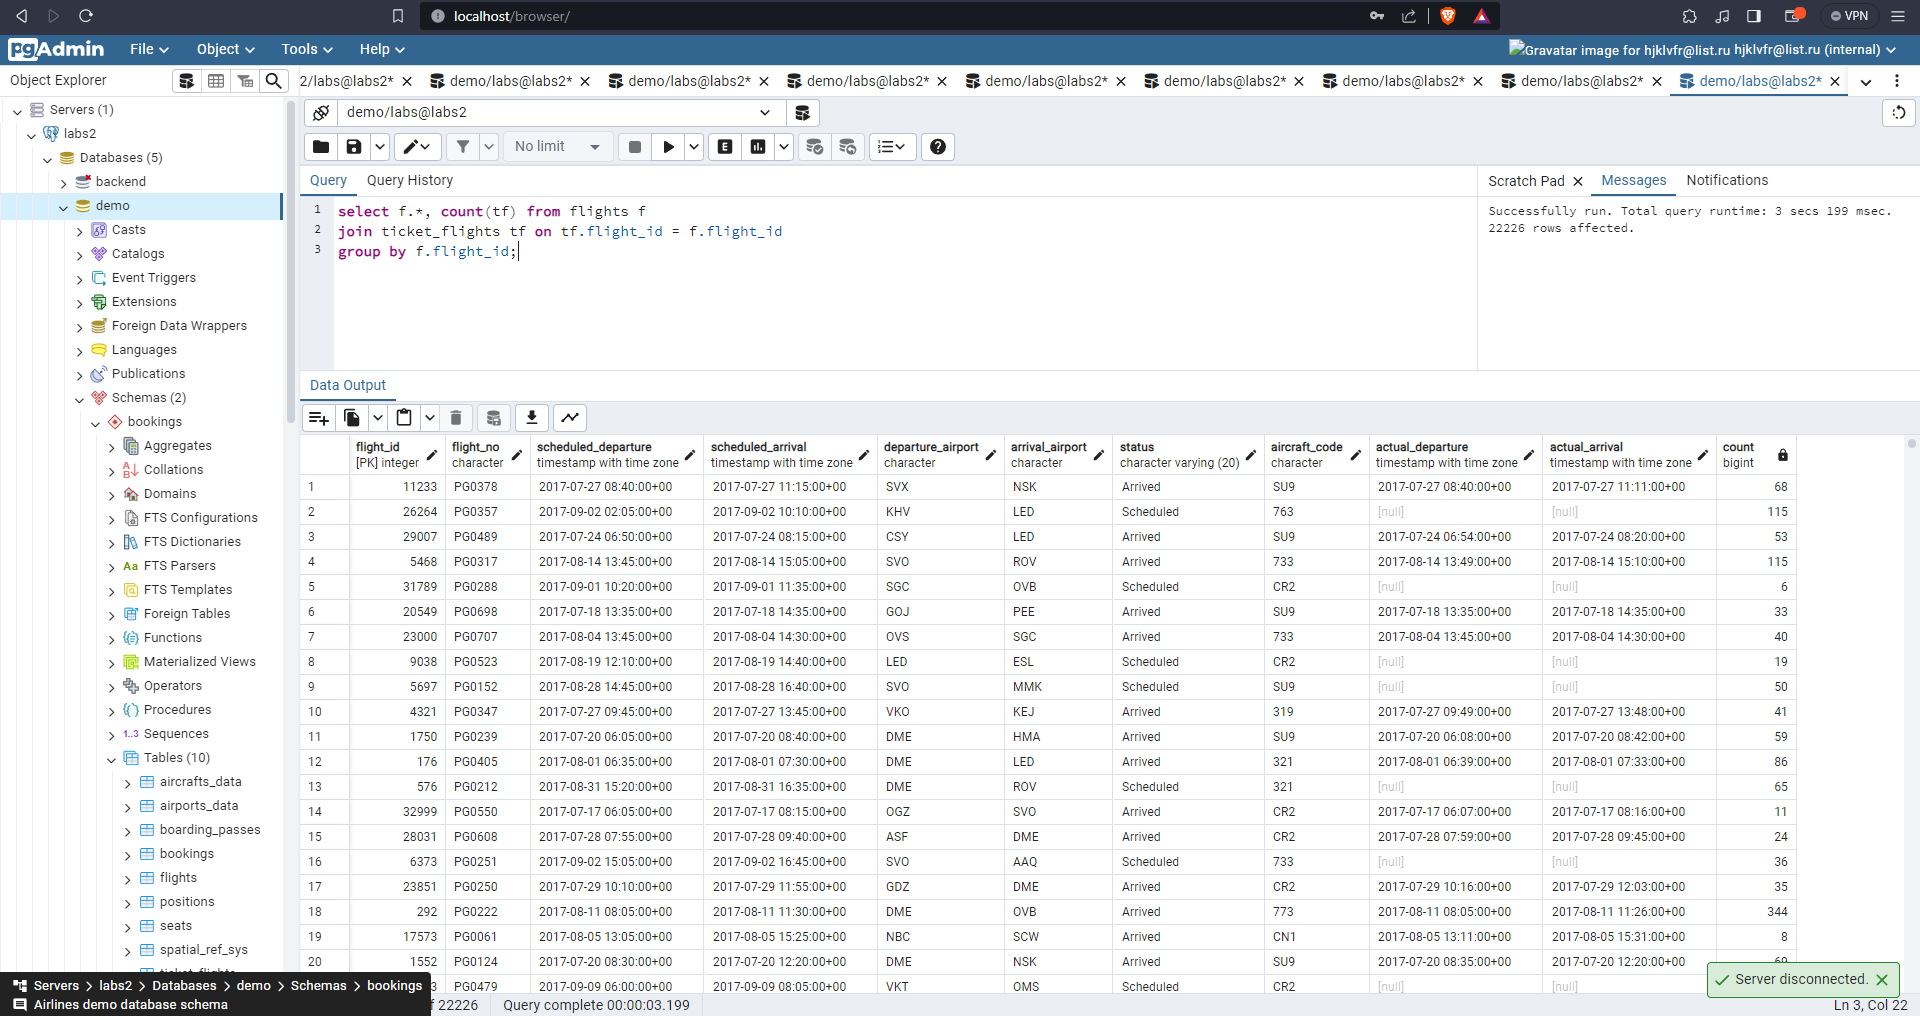 localhost/browser/
VPN
pgAdmin File Object Tools Help
Gravatar image for hjklvfr@list.ru hjklvfr@list.ru (internal)
Object Explorer
2/labs@labs2* demo/labs@labs2* demo/labs@labs2* demo/labs@labs2* demo/labs@labs2* demo/labs@labs2* demo/labs@labs2* demo/labs@labs2* demo/labs@labs2*
Servers (1)
labs2
Databases (5)
backend
demo
Casts
Catalogs
Event Triggers
Extensions
Foreign Data Wrappers
Languages
Publications
Schemas (2)
bookings
Aggregates
Collations
Domains
FTS Configurations
FTS Dictionaries
Aa FTS Parsers
FTS Templates
Foreign Tables
Functions
Materialized Views
Operators
Procedures
1..3 Sequences
Tables (10)
aircrafts_data
airports_data
boarding_passes
bookings
flights
positions
seats
spatial_ref_sys
ticket_flights
demo/labs@labs2
No limit
E
Query Query History
1 select f.*, count(tf) from flights f
2 join ticket_flights tf on tf.flight_id = f.flight_id
3 group by f.flight_id;
Scratch Pad Messages Notifications
Successfully run. Total query runtime: 3 secs 199 msec.
22226 rows affected.
Data Output
flight_id flight_no scheduled_departure scheduled_arrival departure_airport arrival_airport status aircraft_code actual_departure actual_arrival count
[PK] integer character timestamp with time zone timestamp with time zone character character character varying (20) character timestamp with time zone timestamp with time zone bigint
1 11233 PG0378 2017-07-27 08:40:00+00 2017-07-27 11:15:00+00 SVX NSK Arrived SU9 2017-07-27 08:40:00+00 2017-07-27 11:11:00+00 68
2 26264 PG0357 2017-09-02 02:05:00+00 2017-09-02 10:10:00+00 KHV LED Scheduled 763 [null] [null] 115
3 29007 PG0489 2017-07-24 06:50:00+00 2017-07-24 08:15:00+00 CSY LED Arrived SU9 2017-07-24 06:54:00+00 2017-07-24 08:20:00+00 53
4 5468 PG0317 2017-08-14 13:45:00+00 2017-08-14 15:05:00+00 SVO ROV Arrived 733 2017-08-14 13:49:00+00 2017-08-14 15:10:00+00 115
5 31789 PG0288 2017-09-01 10:20:00+00 2017-09-01 11:35:00+00 SGC OVB Scheduled CR2 [null] [null] 6
6 20549 PG0698 2017-07-18 13:35:00+00 2017-07-18 14:35:00+00 GOJ PEE Arrived SU9 2017-07-18 13:35:00+00 2017-07-18 14:35:00+00 33
7 23000 PG0707 2017-08-04 13:45:00+00 2017-08-04 14:30:00+00 OVS SGC Arrived 733 2017-08-04 13:45:00+00 2017-08-04 14:30:00+00 40
8 9038 PG0523 2017-08-19 12:10:00+00 2017-08-19 14:40:00+00 LED ESL Scheduled CR2 [null] [null] 19
9 5697 PG0152 2017-08-28 14:45:00+00 2017-08-28 16:40:00+00 SVO MMK Scheduled SU9 [null] [null] 50
10 4321 PG0347 2017-07-27 09:45:00+00 2017-07-27 13:45:00+00 VKO KEJ Arrived 319 2017-07-27 09:49:00+00 2017-07-27 13:48:00+00 41
11 1750 PG0239 2017-07-20 06:05:00+00 2017-07-20 08:40:00+00 DME HMA Arrived SU9 2017-07-20 06:08:00+00 2017-07-20 08:42:00+00 59
12 176 PG0405 2017-08-01 06:35:00+00 2017-08-01 07:30:00+00 DME LED Arrived 321 2017-08-01 06:39:00+00 2017-08-01 07:33:00+00 86
13 576 PG0212 2017-08-31 15:20:00+00 2017-08-31 16:35:00+00 DME ROV Scheduled 321 [null] [null] 65
14 32999 PG0550 2017-07-17 06:05:00+00 2017-07-17 08:15:00+00 OGZ SVO Arrived CR2 2017-07-17 06:07:00+00 2017-07-17 08:16:00+00 11
15 28031 PG0608 2017-07-28 07:55:00+00 2017-07-28 09:40:00+00 ASF DME Arrived CR2 2017-07-28 07:59:00+00 2017-07-28 09:45:00+00 24
16 6373 PG0251 2017-09-02 15:05:00+00 2017-09-02 16:45:00+00 SVO AAQ Scheduled 733 [null] [null] 36
17 23851 PG0250 2017-07-29 10:10:00+00 2017-07-29 11:55:00+00 GDZ DME Arrived CR2 2017-07-29 10:16:00+00 2017-07-29 12:03:00+00 35
18 292 PG0222 2017-08-11 08:05:00+00 2017-08-11 11:30:00+00 DME OVB Arrived 773 2017-08-11 08:05:00+00 2017-08-11 11:26:00+00 344
19 17573 PG0061 2017-08-05 13:05:00+00 2017-08-05 15:25:00+00 NBC SCW Arrived CN1 2017-08-05 13:11:00+00 2017-08-05 15:31:00+00 8
20 1552 PG0124 2017-07-20 08:30:00+00 2017-07-20 12:20:00+00 DME NSK Arrived SU9 2017-07-20 08:35:00+00 2017-07-20 12:20:00+00
3 PG0479 2017-09-09 06:00:00+00 2017-09-09 08:05:00+00 VKT OMS Scheduled CR2 [null] [null]
Server disconnected.
Servers > labs2 > Databases > demo > Schemas > bookings
Airlines demo database schema
f 22226 Query complete 00:00:03.199
Ln 3, Col 22